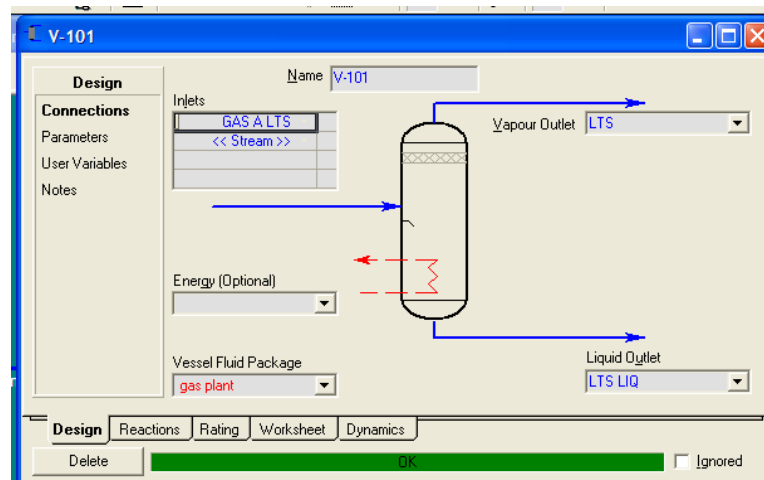 V-101
Design
Connections
Parameters
User Variables
Notes
Name V-101
Inlets
GAS A LTS
<< Stream >>
Vapour Outlet LTS
Energy (Optional)
Vessel Fluid Package
gas plant
Liquid Outlet
LTS LIQ
Design Reactions Rating Worksheet Dynamics
Delete OK Ignored